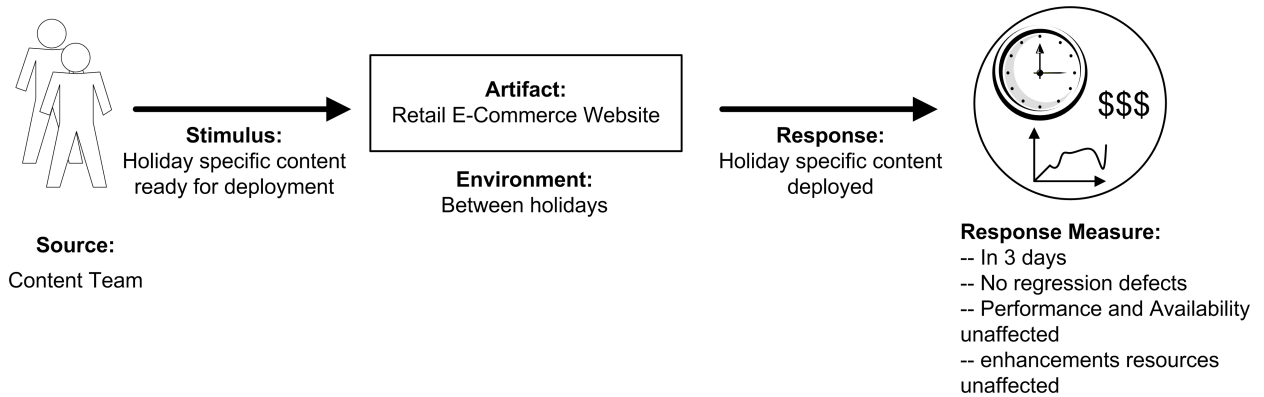 Source:
Content Team
Stimulus:
Holiday specific content
ready for deployment
Artifact:
Retail E-Commerce Website
Environment:
Between holidays
Response:
Holiday specific content
deployed
$$$
Response Measure:
-- In 3 days
-- No regression defects
-- Performance and Availability
unaffected
-- enhancements resources
unaffected